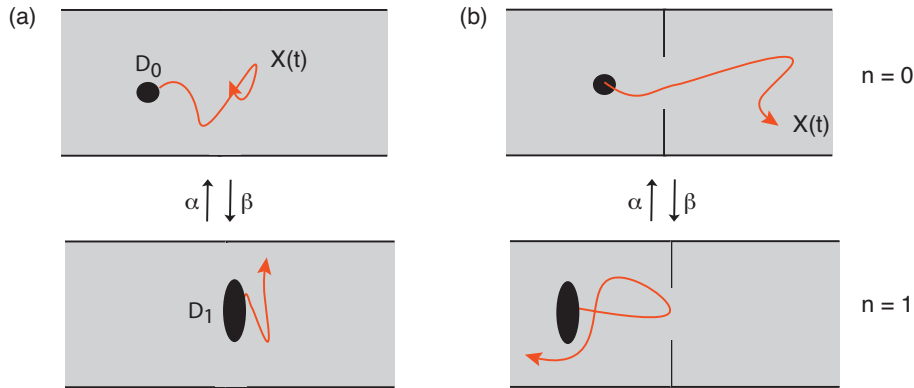 (a)
D₀
X(t)
(b)
X(t)
n = 0
α
β
α
β
D₁
n = 1